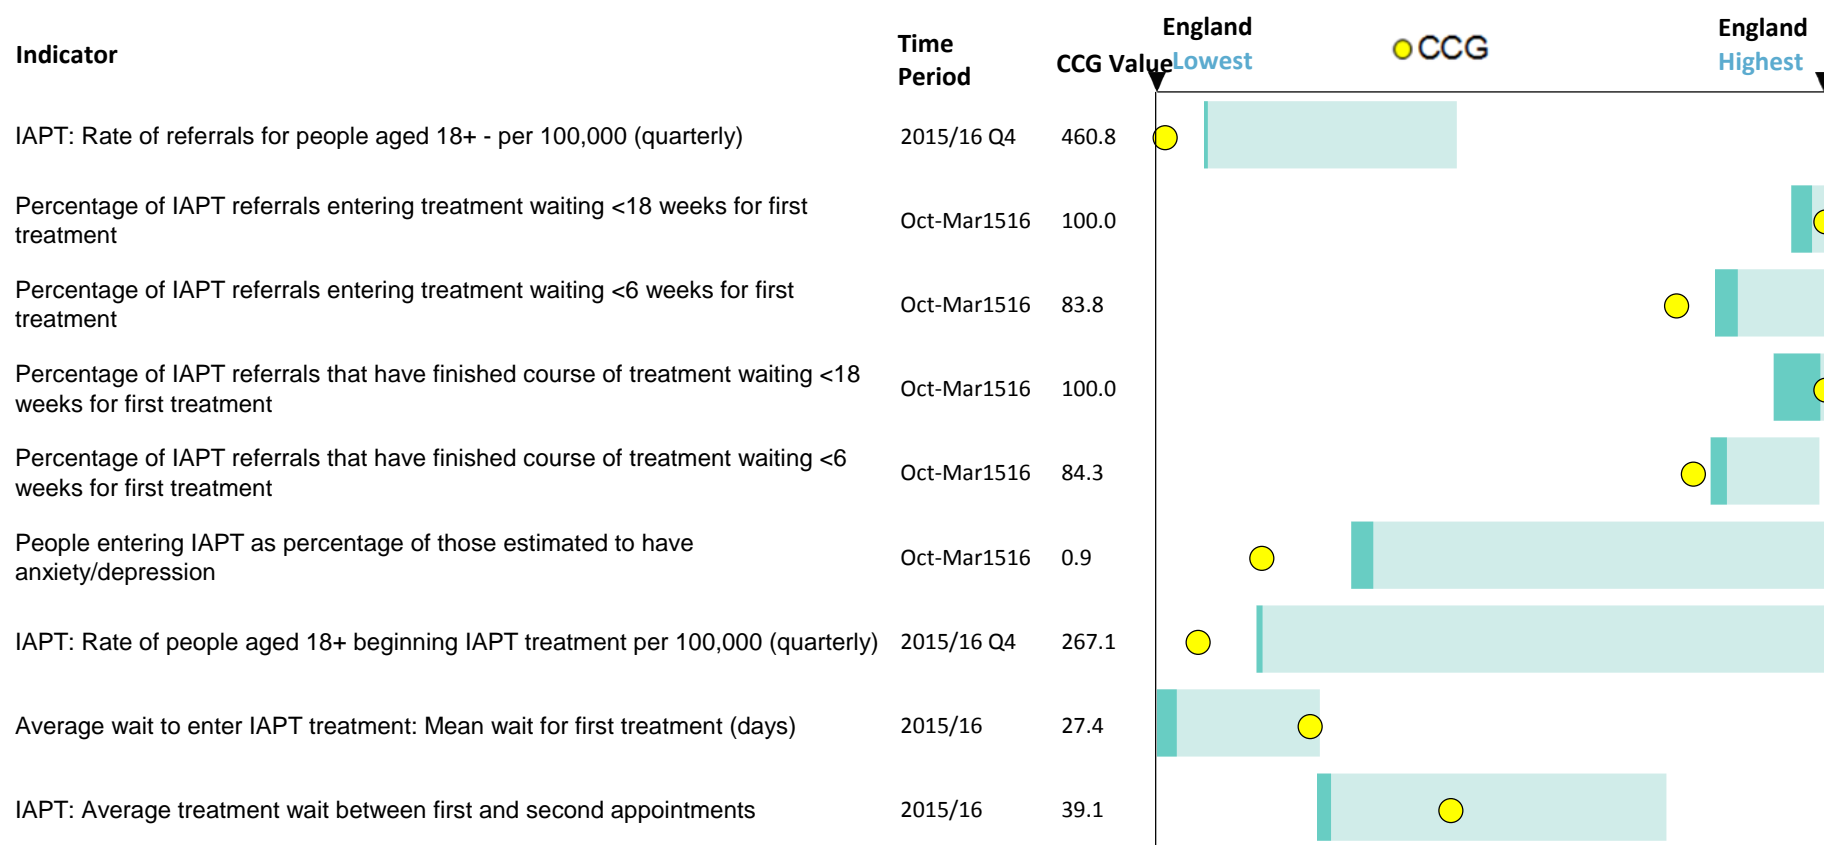 Indicator
Time
Period
CCG Value
England
Lowest
CCG
England
Highest
IAPT: Rate of referrals for people aged 18+ - per 100,000 (quarterly) 2015/16 Q4 460.8
Percentage of IAPT referrals entering treatment waiting <18 weeks for first
treatment
Oct-Mar1516 100.0
Percentage of IAPT referrals entering treatment waiting <6 weeks for first
treatment
Oct-Mar1516 83.8
Percentage of IAPT referrals that have finished course of treatment waiting <18
weeks for first treatment
Oct-Mar1516 100.0
Percentage of IAPT referrals that have finished course of treatment waiting <6
weeks for first treatment
Oct-Mar1516 84.3
People entering IAPT as percentage of those estimated to have
anxiety/depression
Oct-Mar1516 0.9
IAPT: Rate of people aged 18+ beginning IAPT treatment per 100,000 (quarterly) 2015/16 Q4 267.1
Average wait to enter IAPT treatment: Mean wait for first treatment (days) 2015/16 27.4
IAPT: Average treatment wait between first and second appointments 2015/16 39.1